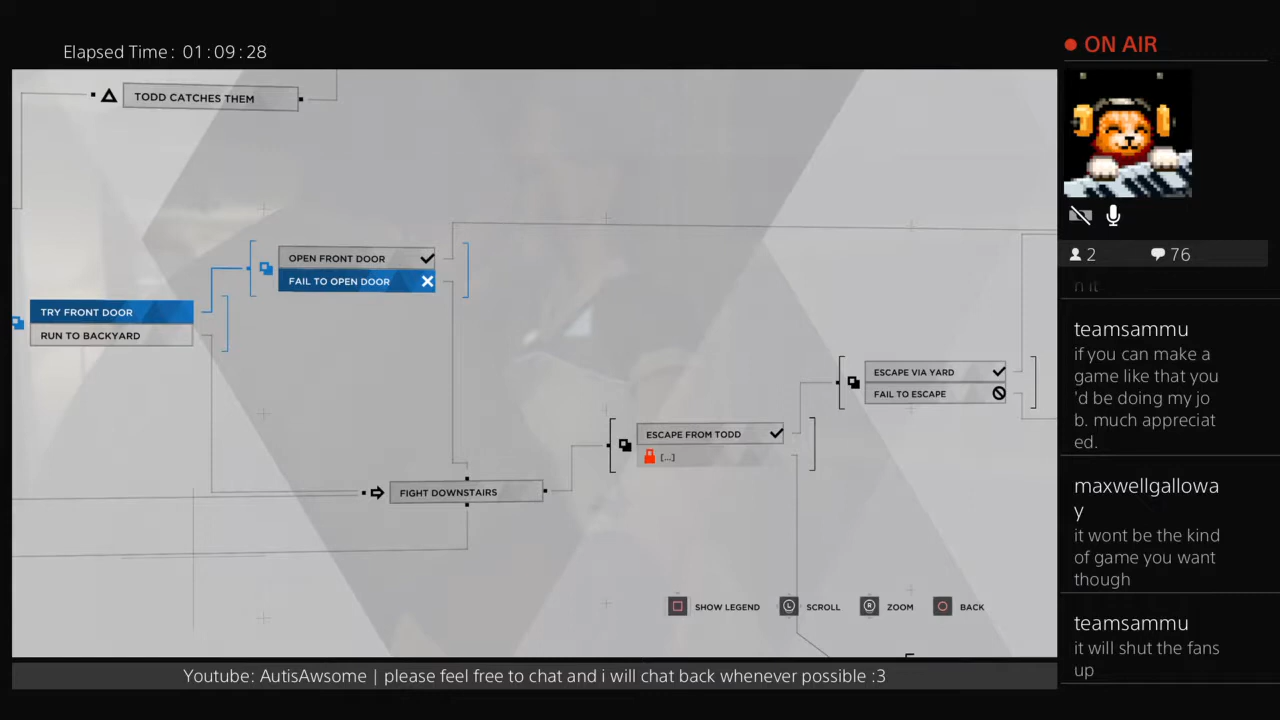 Elapsed Time: 01:09:28
ON AIR
TODD CATCHES THEM
OPEN FRONT DOOR
FAIL TO OPEN DOOR
TRY FRONT DOOR
RUN TO BACKYARD
ESCAPE VIA YARD
FAIL TO ESCAPE
ESCAPE FROM TODD
[...]
FIGHT DOWNSTAIRS
SHOW LEGEND
L SCROLL
R ZOOM
BACK
Youtube: AutisAwsome | please feel free to chat and i will chat back whenever possible :3
2 76
n it
teamsammu
if you can make a
game like that you
'd be doing my jo
b. much appreciat
ed.
maxwellgallowa
y
it wont be the kind
of game you want
though
teamsammu
it will shut the fans
up